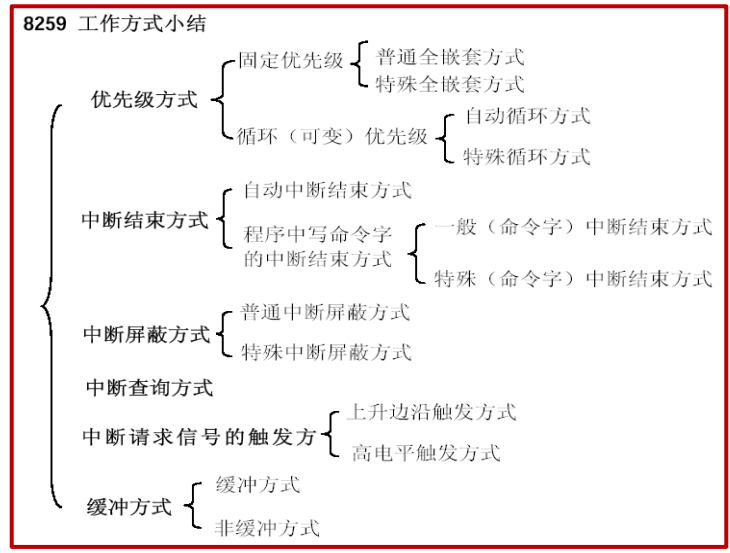 8259 工作方式小结
固定优先级
普通全嵌套方式
特殊全嵌套方式
优先级方式
循环（可变）优先级
自动循环方式
特殊循环方式
自动中断结束方式
中断结束方式
程序中写命令字
的中断结束方式
一般（命令字）中断结束方式
特殊（命令字）中断结束方式
普通中断屏蔽方式
中断屏蔽方式
特殊中断屏蔽方式
中断查询方式
上升边沿触发方式
中断请求信号的触发方
高电平触发方式
缓冲方式
缓冲方式
非缓冲方式